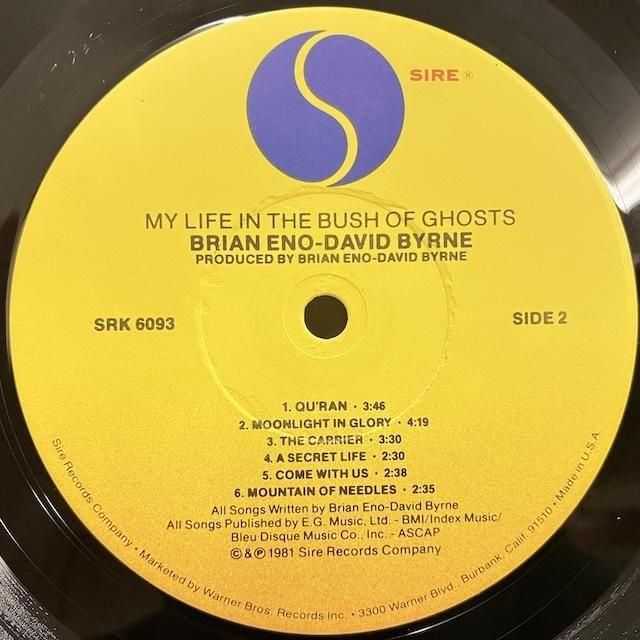 SIRE ®
MY LIFE IN THE BUSH OF GHOSTS
BRIAN ENO-DAVID BYRNE
PRODUCED BY BRIAN ENO-DAVID BYRNE
SRK 6093
SIDE 2
1. QU'RAN · 3:46
2. MOONLIGHT IN GLORY · 4:19
3. THE CARRIER · 3:30
4. A SECRET LIFE · 2:30
5. COME WITH US · 2:38
6. MOUNTAIN OF NEEDLES · 2:35
All Songs Written by Brian Eno-David Byrne
All Songs Published by E.G. Music, Ltd. - BMI/Index Music/
Bleu Disque Music Co., Inc. - ASCAP
© & ℗ 1981 Sire Records Company
Sire Records Company • Marketed by Warner Bros. Records Inc. • 3300 Warner Blvd., Burbank, Calif. 91510 • Made in U.S.A.